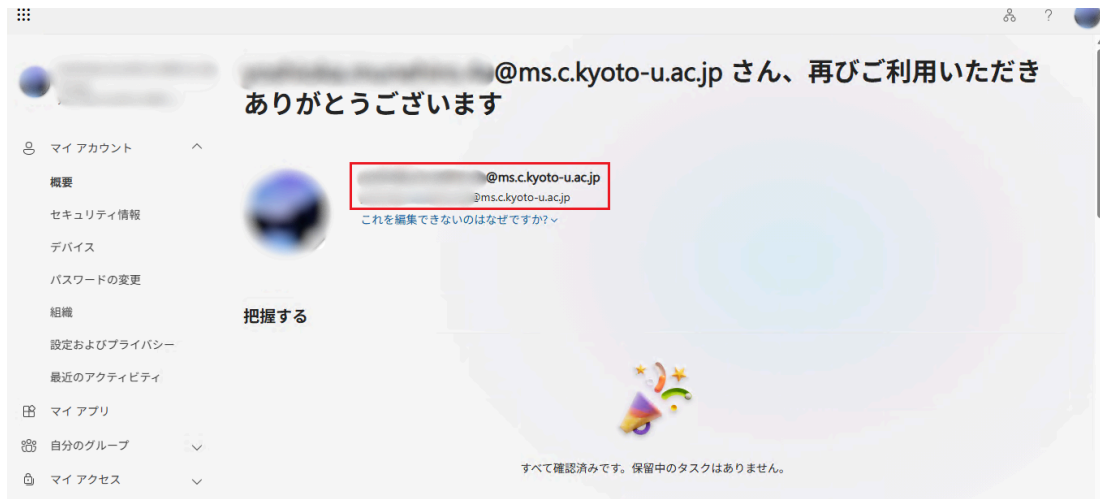 ?
@ms.c.kyoto-u.ac.jp さん、再びご利用いただき
ありがとうございます
マイ アカウント
概要
セキュリティ情報
デバイス
パスワードの変更
組織
設定およびプライバシー
最近のアクティビティ
マイ アプリ
自分のグループ
マイ アクセス
@ms.c.kyoto-u.ac.jp
@ms.c.kyoto-u.ac.jp
これを編集できないのはなぜですか?
把握する
すべて確認済みです。保留中のタスクはありません。